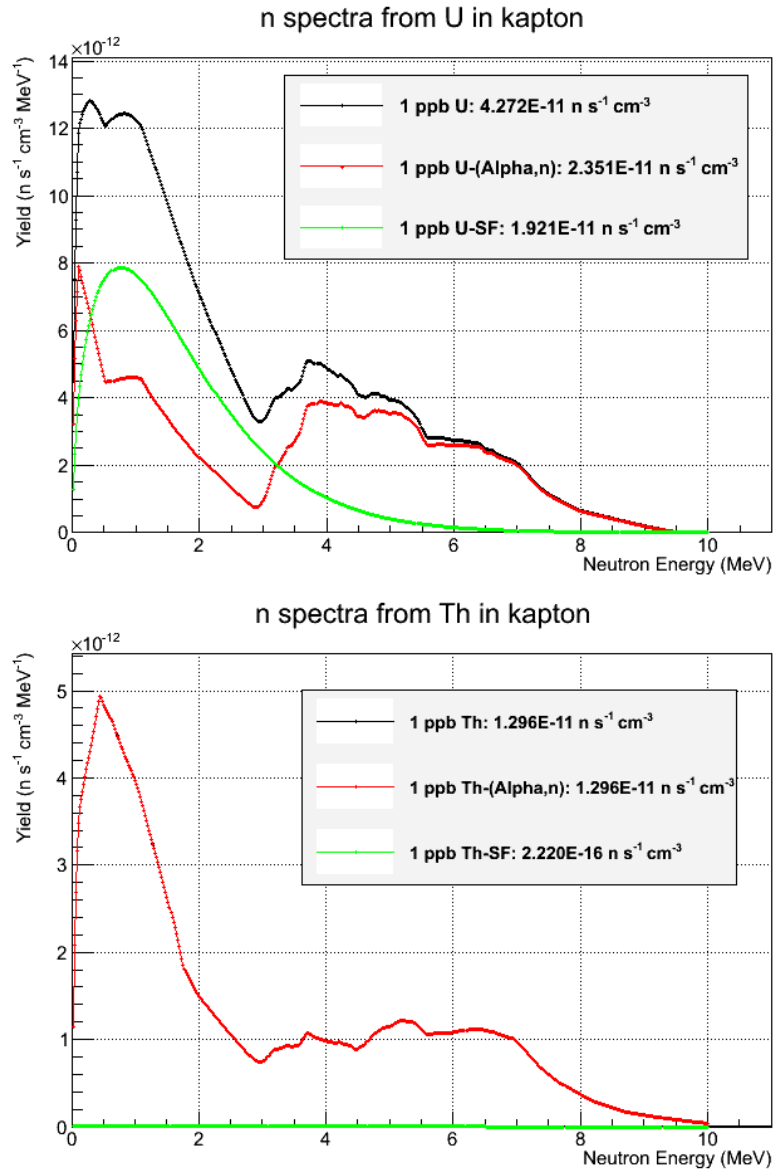 n spectra from U in kapton
×10⁻¹²
Yield (n s⁻¹ cm⁻³ MeV⁻¹)
14
12
10
8
6
4
2
0
1 ppb U: 4.272E-11 n s⁻¹ cm⁻³
1 ppb U-(Alpha,n): 2.351E-11 n s⁻¹ cm⁻³
1 ppb U-SF: 1.921E-11 n s⁻¹ cm⁻³
0 2 4 6 8 10
Neutron Energy (MeV)
n spectra from Th in kapton
×10⁻¹²
Yield (n s⁻¹ cm⁻³ MeV⁻¹)
5
4
3
2
1
0
1 ppb Th: 1.296E-11 n s⁻¹ cm⁻³
1 ppb Th-(Alpha,n): 1.296E-11 n s⁻¹ cm⁻³
1 ppb Th-SF: 2.220E-16 n s⁻¹ cm⁻³
0 2 4 6 8 10
Neutron Energy (MeV)